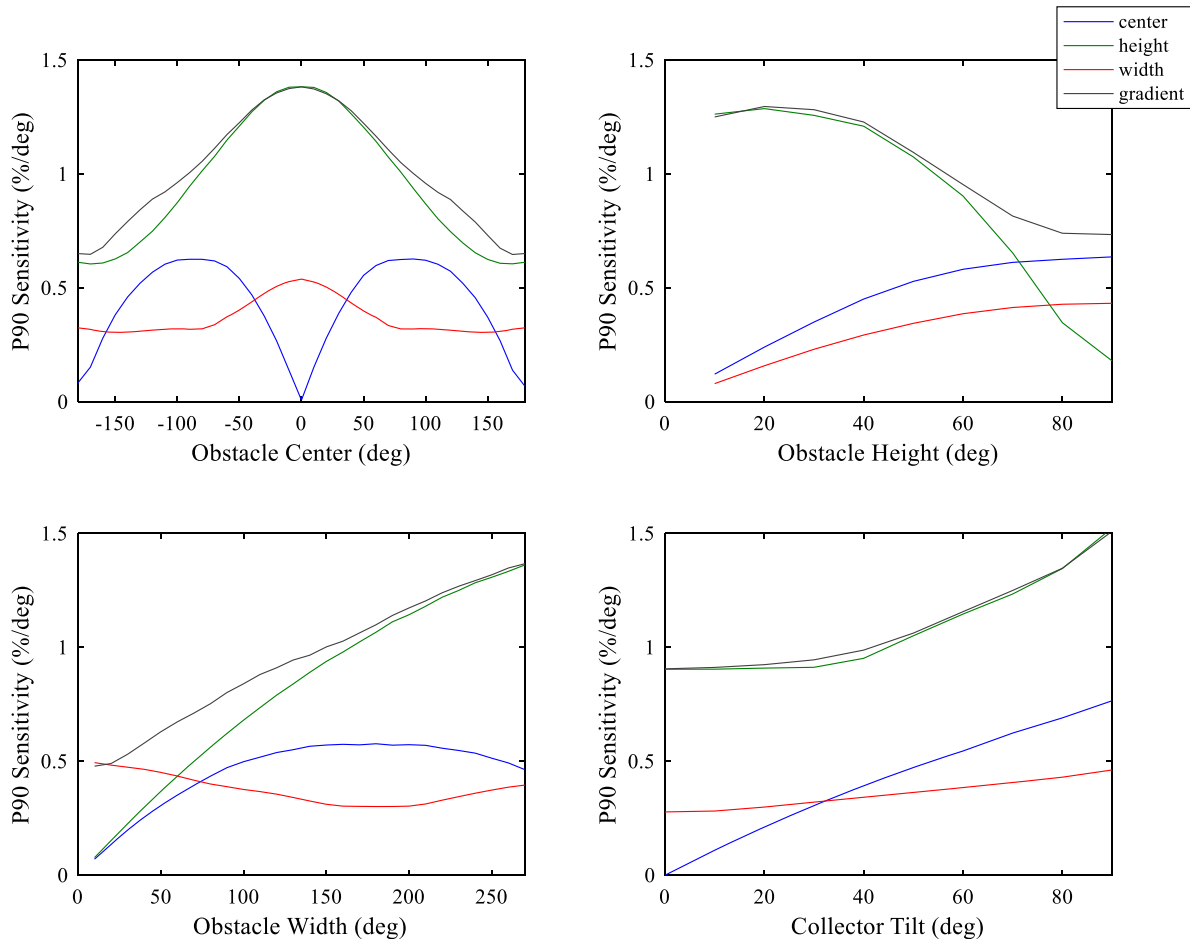 center
height
width
gradient
1.5
1
0.5
0
P90 Sensitivity (%/deg)
-150 -100 -50 0 50 100 150
Obstacle Center (deg)
1.5
1
0.5
0
P90 Sensitivity (%/deg)
0 20 40 60 80
Obstacle Height (deg)
1.5
1
0.5
0
P90 Sensitivity (%/deg)
0 50 100 150 200 250
Obstacle Width (deg)
1.5
1
0.5
0
P90 Sensitivity (%/deg)
0 20 40 60 80
Collector Tilt (deg)